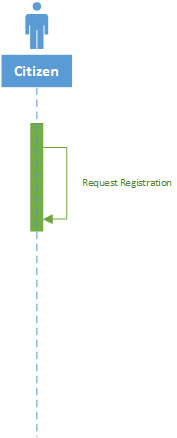 Citizen
Request Registration